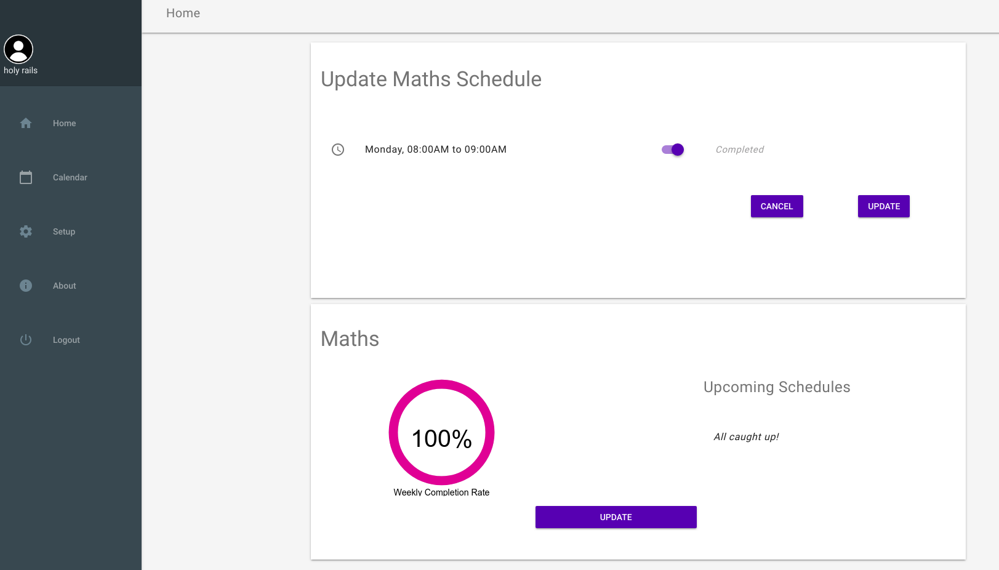 Home
holy rails
Home
Calendar
Setup
About
Logout
Update Maths Schedule
Monday, 08:00AM to 09:00AM
Completed
CANCEL
UPDATE
Maths
100%
Weekly Completion Rate
Upcoming Schedules
All caught up!
UPDATE